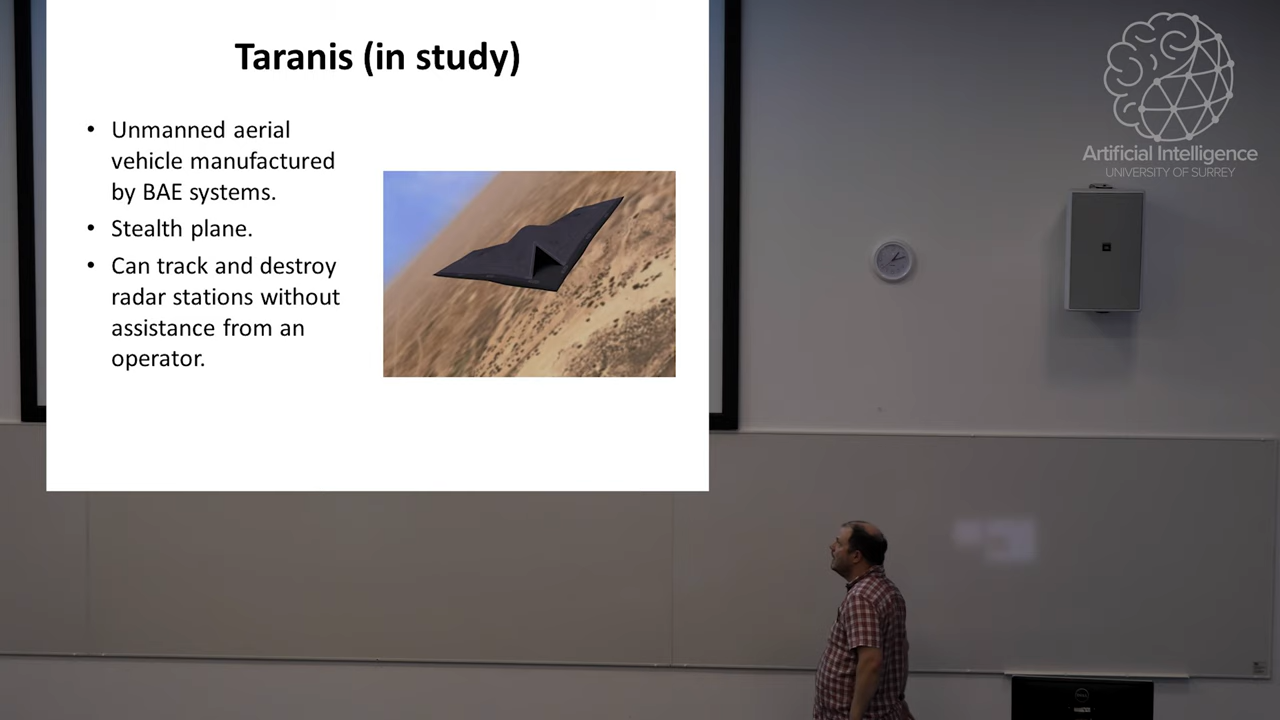 Taranis (in study)
• Unmanned aerial
vehicle manufactured
by BAE systems.
• Stealth plane.
• Can track and destroy
radar stations without
assistance from an
operator.
Artificial Intelligence
UNIVERSITY OF SURREY
DELL